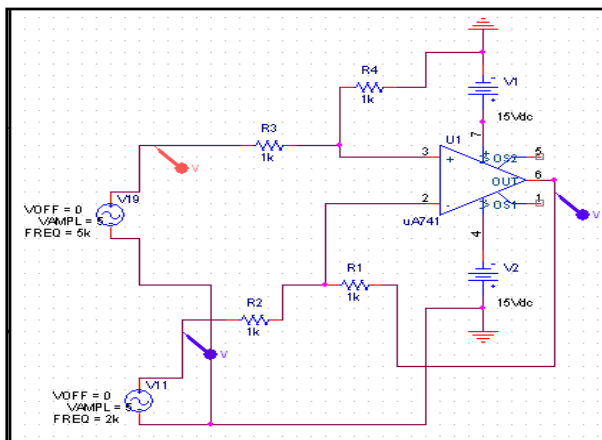 R4
1k
V1
15Vdc
R3
1k
U1
7
3
+
OS2
5
OUT
6
2
-
OS1
1
uA741
4
V
V19
VOFF = 0
VAMPL = 5
FREQ = 5k
V
R1
1k
V2
15Vdc
R2
1k
V
V11
VOFF = 0
VAMPL = 5
FREQ = 2k